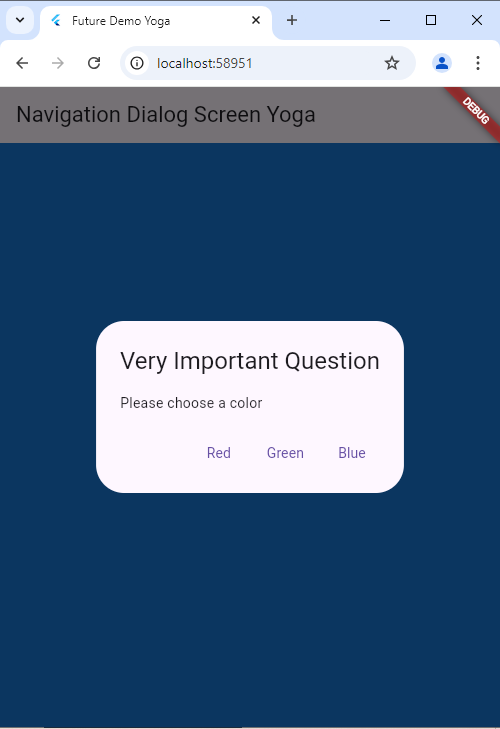 Future Demo Yoga
localhost:58951
Navigation Dialog Screen Yoga
DEBUG
Very Important Question
Please choose a color
Red Green Blue